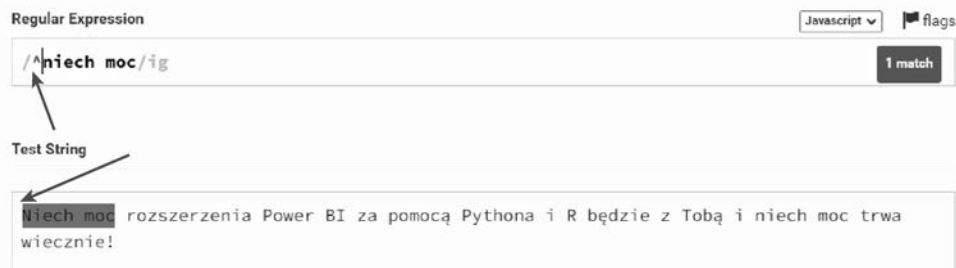 Regular Expression
Javascript flags
/^niech moc/ig
1 match
Test String
Niech moc rozszerzenia Power BI za pomocą Pythona i R będzie z Tobą i niech moc trwa
wiecznie!